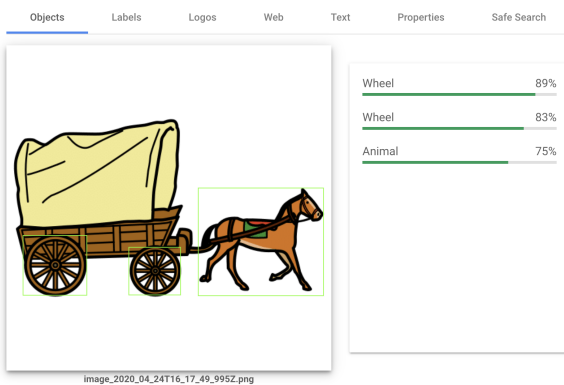 Objects Labels Logos Web Text Properties Safe Search
Wheel 89%
Wheel 83%
Animal 75%
image_2020_04_24T16_17_49_995Z.png